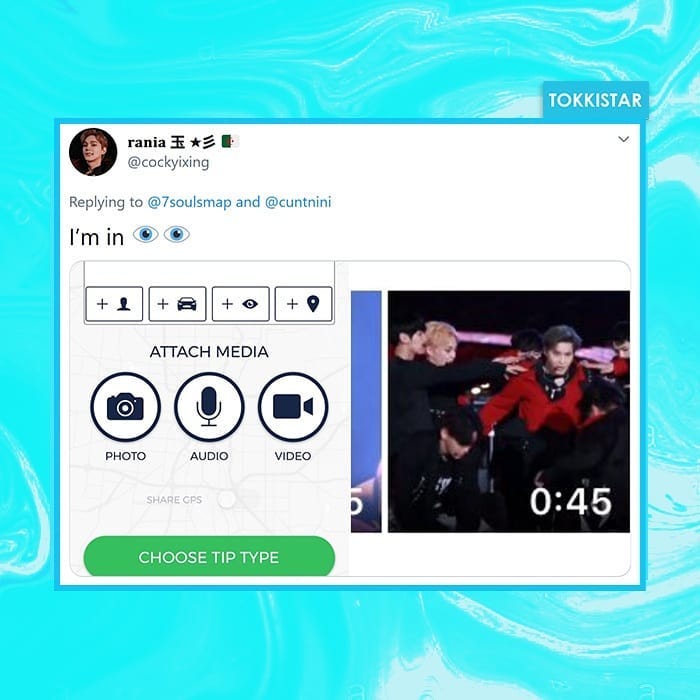 TOKKISTAR
rania 玉 ★彡
@cockyixing
Replying to @7soulsmap and @cuntnini
I'm in
+ + + +
ATTACH MEDIA
PHOTO AUDIO VIDEO
SHARE GPS
CHOOSE TIP TYPE
5 0:45